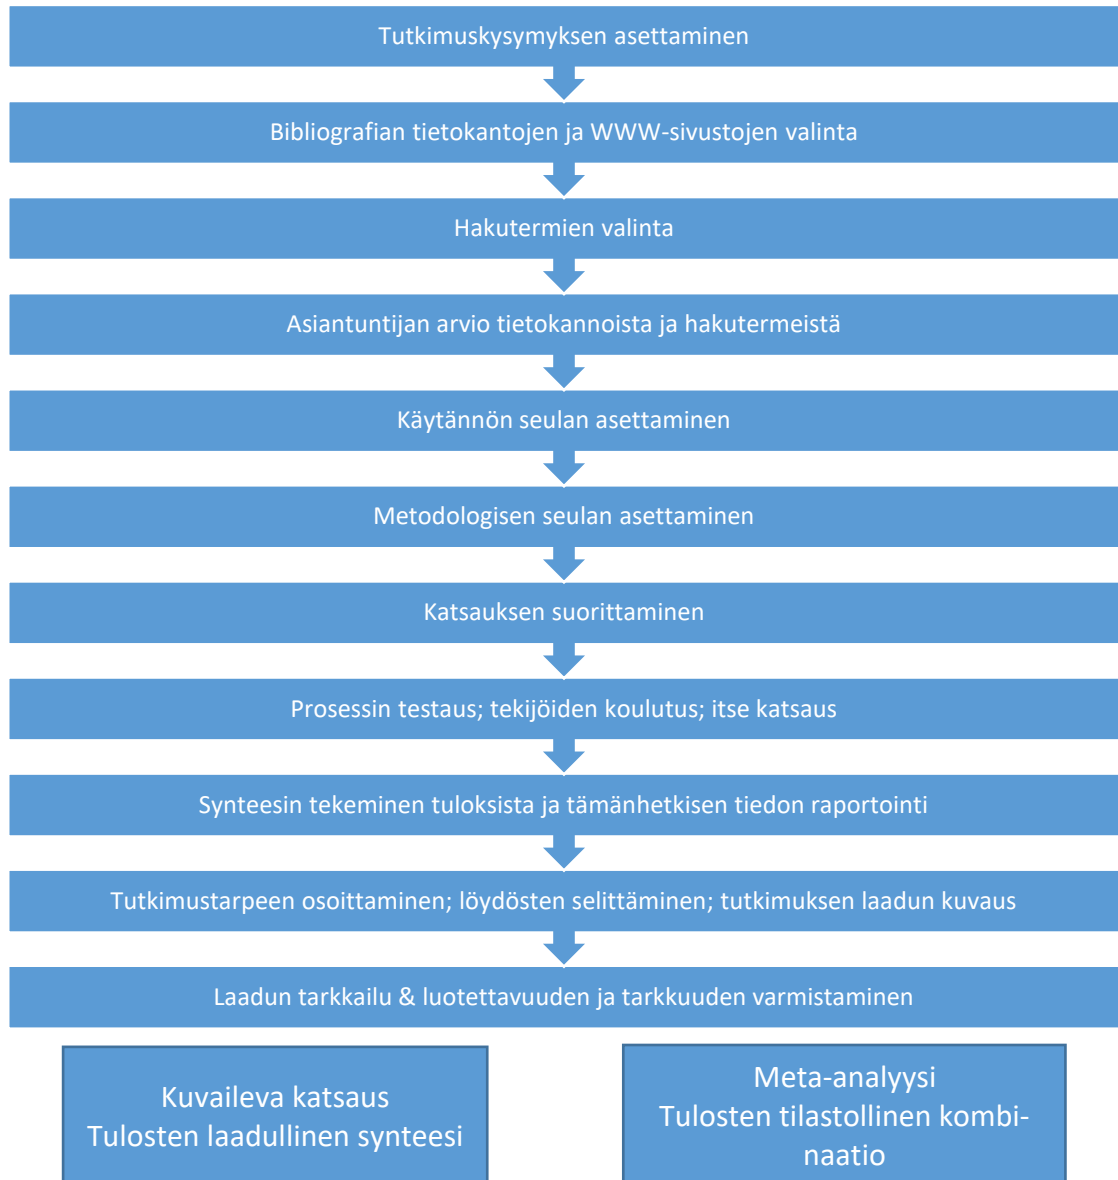 Tutkimuskysymyksen asettaminen
Bibliografian tietokantojen ja WWW-sivustojen valinta
Hakutermien valinta
Asiantuntijan arvio tietokannoista ja hakutermeistä
Käytännön seulan asettaminen
Metodologisen seulan asettaminen
Katsauksen suorittaminen
Prosessin testaus; tekijöiden koulutus; itse katsaus
Synteesin tekeminen tuloksista ja tämänhetkisen tiedon raportointi
Tutkimustarpeen osoittaminen; löydösten selittäminen; tutkimuksen laadun kuvaus
Laadun tarkkailu & luotettavuuden ja tarkkuuden varmistaminen
Kuvaileva katsaus
Tulosten laadullinen synteesi
Meta-analyysi
Tulosten tilastollinen kombi-
naatio